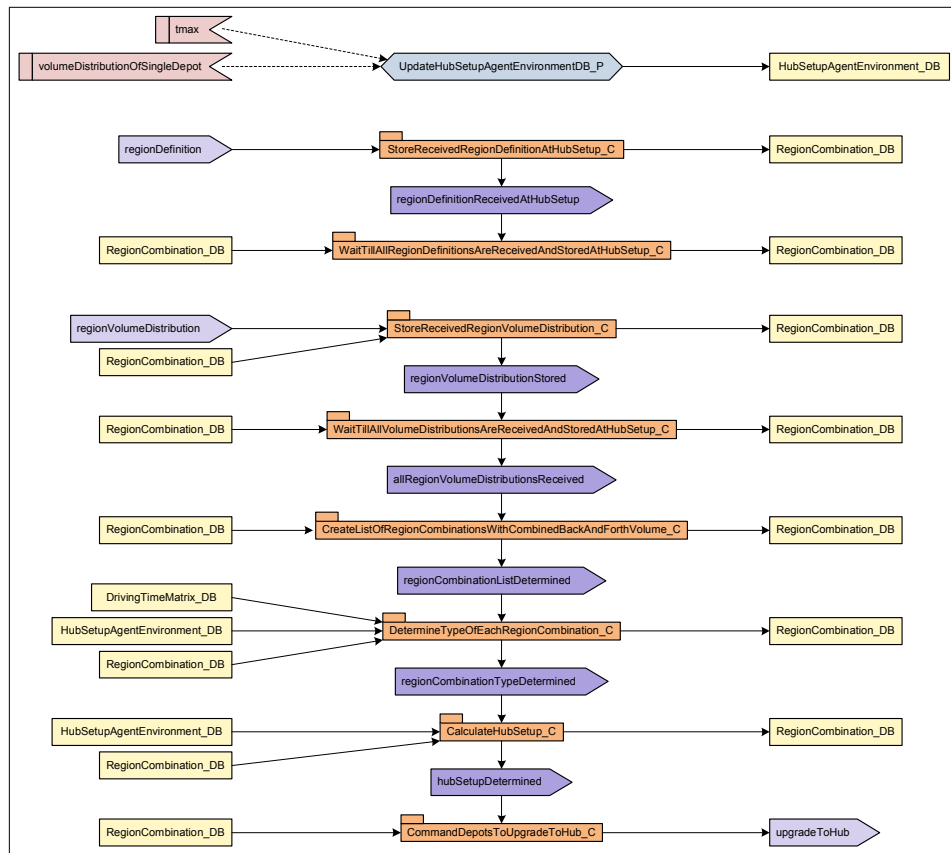 tmax
volumeDistributionOfSingleDepot
UpdateHubSetupAgentEnvironmentDB_P
HubSetupAgentEnvironment_DB
regionDefinition
StoreReceivedRegionDefinitionAtHubSetup_C
RegionCombination_DB
regionDefinitionReceivedAtHubSetup
RegionCombination_DB
WaitTillAllRegionDefinitionsAreReceivedAndStoredAtHubSetup_C
RegionCombination_DB
regionVolumeDistribution
StoreReceivedRegionVolumeDistribution_C
RegionCombination_DB
RegionCombination_DB
regionVolumeDistributionStored
RegionCombination_DB
WaitTillAllVolumeDistributionsAreReceivedAndStoredAtHubSetup_C
RegionCombination_DB
allRegionVolumeDistributionsReceived
RegionCombination_DB
CreateListOfRegionCombinationsWithCombinedBackAndForthVolume_C
RegionCombination_DB
regionCombinationListDetermined
DrivingTimeMatrix_DB
HubSetupAgentEnvironment_DB
DetermineTypeOfEachRegionCombination_C
RegionCombination_DB
RegionCombination_DB
regionCombinationTypeDetermined
HubSetupAgentEnvironment_DB
CalculateHubSetup_C
RegionCombination_DB
RegionCombination_DB
hubSetupDetermined
RegionCombination_DB
CommandDepotsToUpgradeToHub_C
upgradeToHub